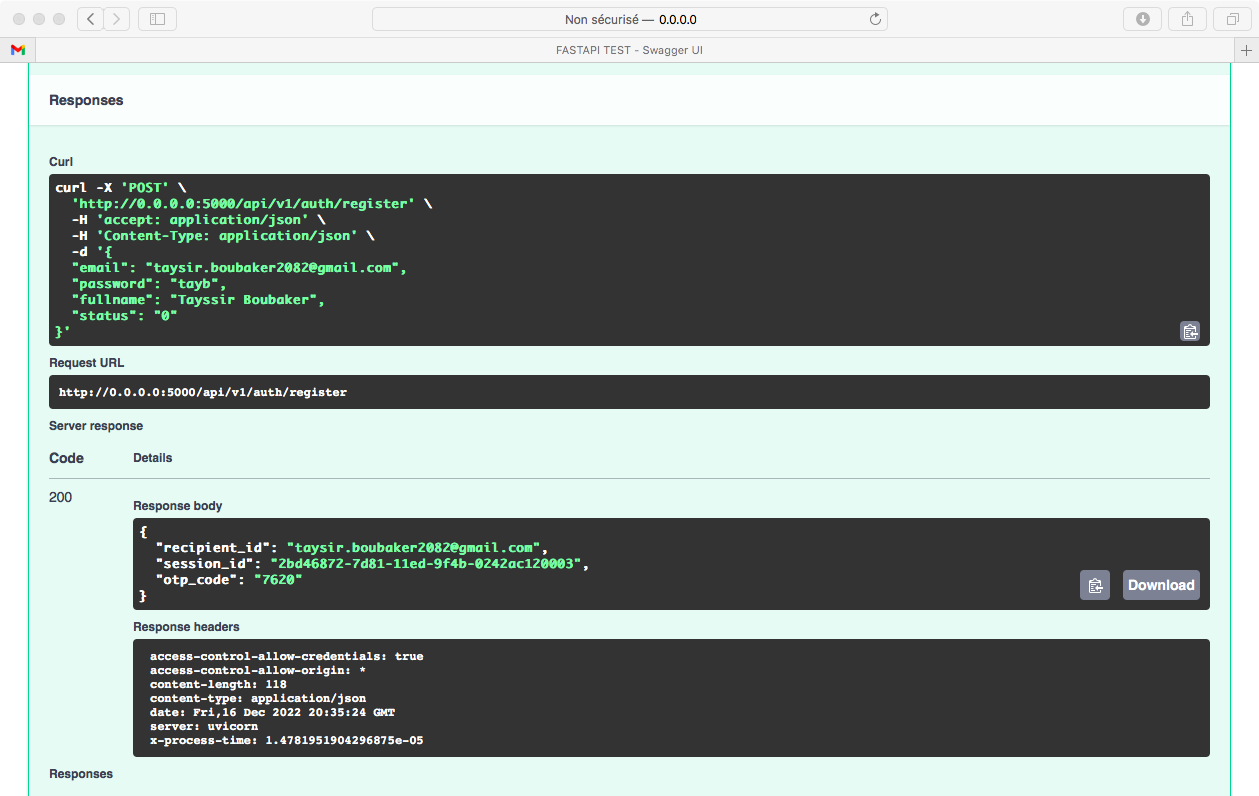 Non sécurisé — 0.0.0.0
FASTAPI TEST - Swagger UI
Responses
Curl
curl -X 'POST' \
  'http://0.0.0.0:5000/api/v1/auth/register' \
  -H 'accept: application/json' \
  -H 'Content-Type: application/json' \
  -d '{
  "email": "taysir.boubaker2082@gmail.com",
  "password": "tayb",
  "fullname": "Tayssir Boubaker",
  "status": "0"
}'
Request URL
http://0.0.0.0:5000/api/v1/auth/register
Server response
Code Details
200
Response body
{
  "recipient_id": "taysir.boubaker2082@gmail.com",
  "session_id": "2bd46872-7d81-11ed-9f4b-0242ac120003",
  "otp_code": "7620"
}
Download
Response headers
access-control-allow-credentials: true
access-control-allow-origin: *
content-length: 118
content-type: application/json
date: Fri,16 Dec 2022 20:35:24 GMT
server: uvicorn
x-process-time: 1.4781951904296875e-05
Responses